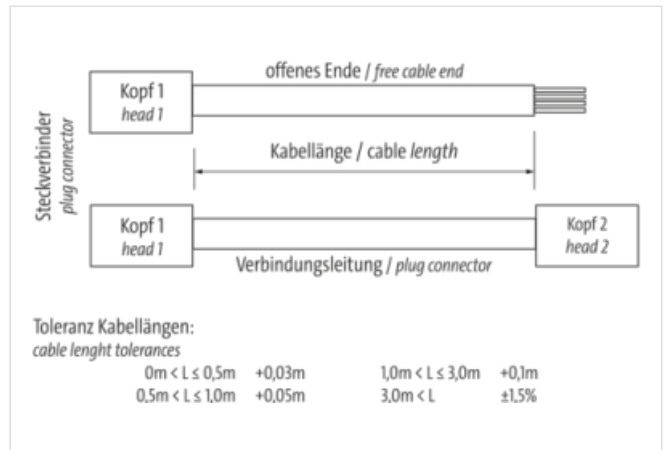 offenes Ende / free cable end
Kopf 1
head 1
Steckverbinder
plug connector
Kabellänge / cable length
Kopf 1
head 1
Kopf 2
head 2
Verbindungsleitung / plug connector
Toleranz Kabellängen:
cable lenght tolerances
0m < L ≤ 0,5m +0,03m 1,0m < L ≤ 3,0m +0,1m
0,5m < L ≤ 1,0m +0,05m 3,0m < L ±1,5%